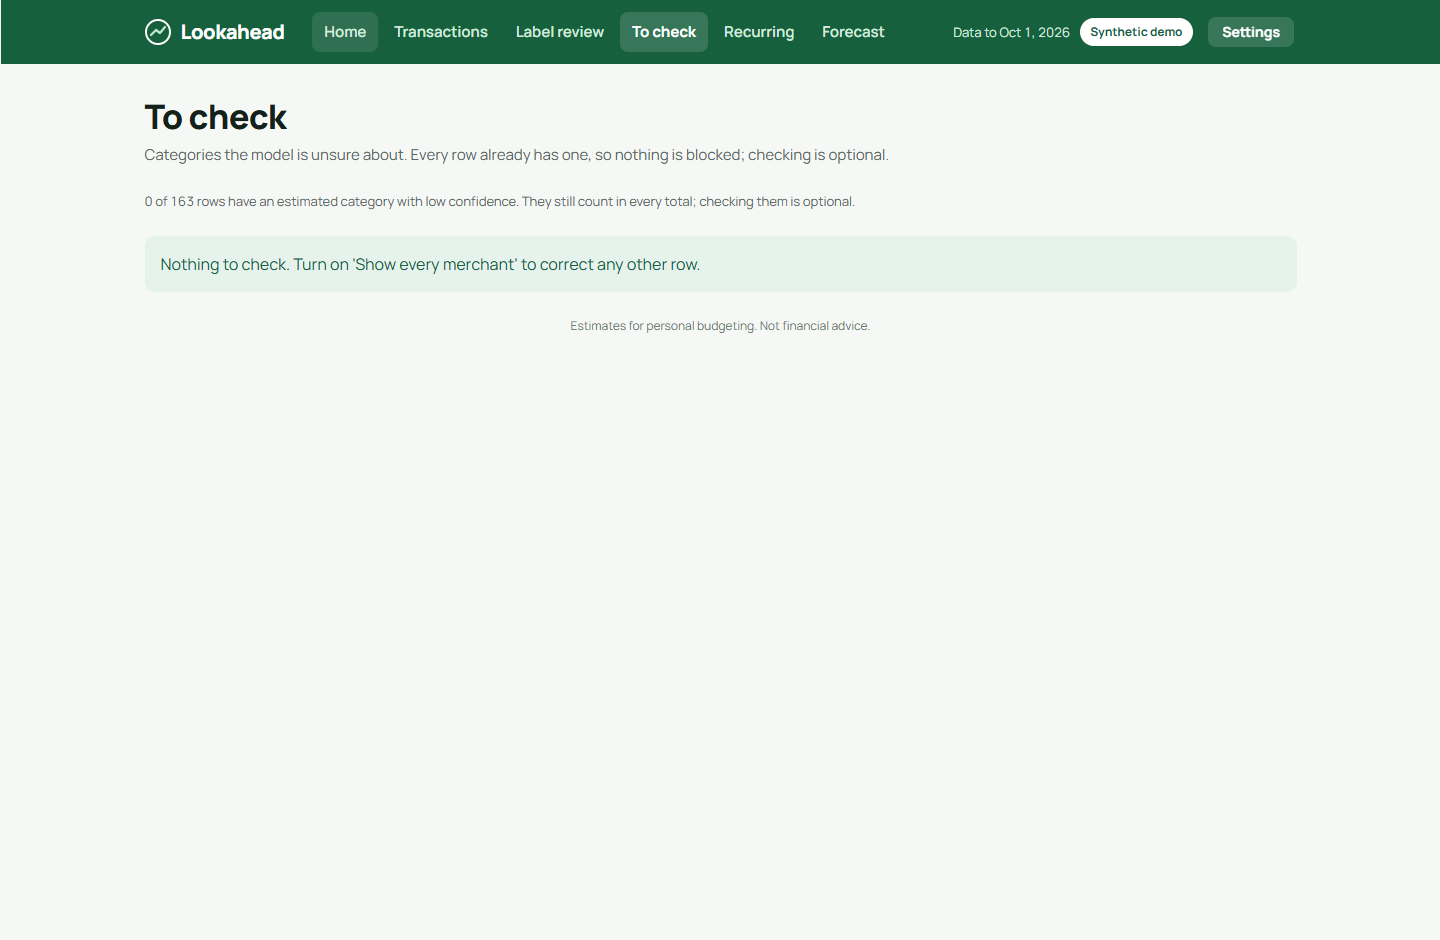 Lookahead
Home
Transactions
Label review
To check
Recurring
Forecast
Data to Oct 1, 2026
Synthetic demo
Settings
To check
Categories the model is unsure about. Every row already has one, so nothing is blocked; checking is optional.
0 of 163 rows have an estimated category with low confidence. They still count in every total; checking them is optional.
Nothing to check. Turn on 'Show every merchant' to correct any other row.
Estimates for personal budgeting. Not financial advice.